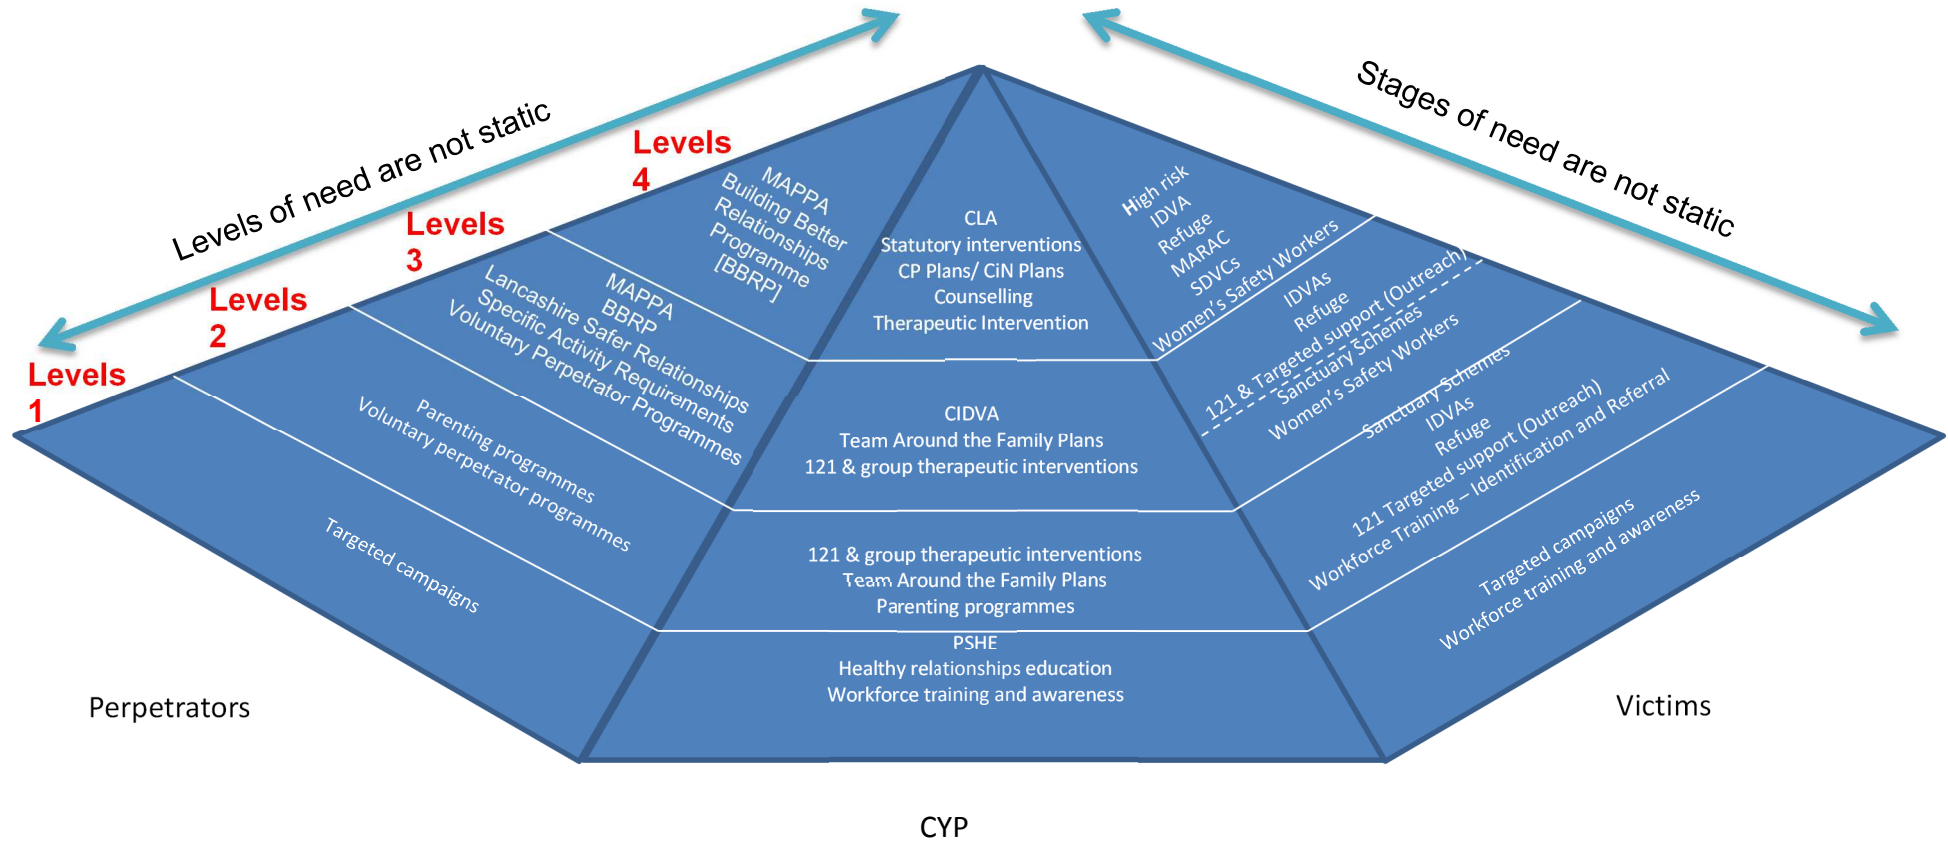 Levels of need are not static
Stages of need are not static
Levels
4
Levels
3
Levels
2
Levels
1
MAPPA
Building Better
Relationships
Programme
[BBRP]
MAPPA
BBRP
Lancashire Safer Relationships
Specific Activity Requirements
Voluntary Perpetrator Programmes
Parenting programmes
Voluntary perpetrator programmes
Targeted campaigns
CLA
Statutory interventions
CP Plans/ CiN Plans
Counselling
Therapeutic Intervention
CIDVA
Team Around the Family Plans
121 & group therapeutic interventions
121 & group therapeutic interventions
Team Around the Family Plans
Parenting programmes
PSHE
Healthy relationships education
Workforce training and awareness
High risk
IDVA
Refuge
MARAC
SDVCs
Women's Safety Workers
IDVAs
Refuge
121 & Targeted support (Outreach)
Sanctuary Schemes
Women's Safety Workers
Sanctuary Schemes
IDVAs
Refuge
121 Targeted support (Outreach)
Workforce Training – Identification and Referral
Targeted campaigns
Workforce training and awareness
Perpetrators
Victims
CYP